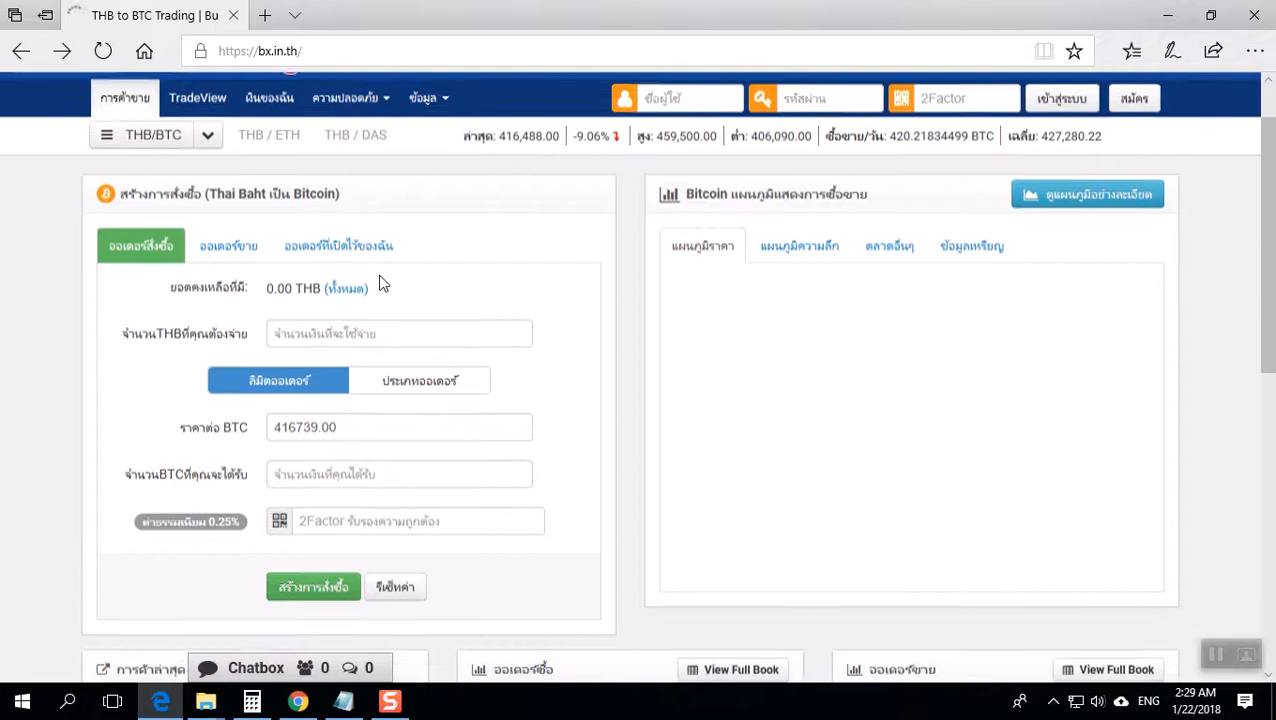 THB to BTC Trading | Bu
https://bx.in.th/
การค้าขาย TradeView เงินของฉัน ความปลอดภัย ข้อมูล ชื่อผู้ใช้ รหัสผ่าน 2Factor เข้าสู่ระบบ สมัคร
THB/BTC THB / ETH THB / DAS ล่าสุด: 416,488.00 -9.06% สูง: 459,500.00 ต่ำ: 406,090.00 ซื้อขาย/วัน: 420.21834499 BTC เฉลี่ย: 427,280.22
สร้างการสั่งซื้อ (Thai Baht เป็น Bitcoin)
ออเดอร์สั่งซื้อ ออเดอร์ขาย ออเดอร์ที่เปิดไว้ของฉัน
ยอดคงเหลือที่มี: 0.00 THB (ทั้งหมด)
จำนวนTHBที่คุณต้องจ่าย จำนวนเงินที่จะใช้จ่าย
ลิมิตออเดอร์ ประเภทออเดอร์
ราคาต่อ BTC 416739.00
จำนวนBTCที่คุณจะได้รับ จำนวนเงินที่คุณได้รับ
ค่าธรรมเนียม 0.25% 2Factor รับรองความถูกต้อง
สร้างการสั่งซื้อ รีเซ็ทค่า
Bitcoin แผนภูมิแสดงการซื้อขาย ดูแผนภูมิอย่างละเอียด
แผนภูมิราคา แผนภูมิความลึก ตลาดอื่นๆ ข้อมูลเหรียญ
การค้าล่าสุด Chatbox 0 0 ออเดอร์ซื้อ View Full Book ออเดอร์ขาย View Full Book
ENG 2:29 AM
1/22/2018